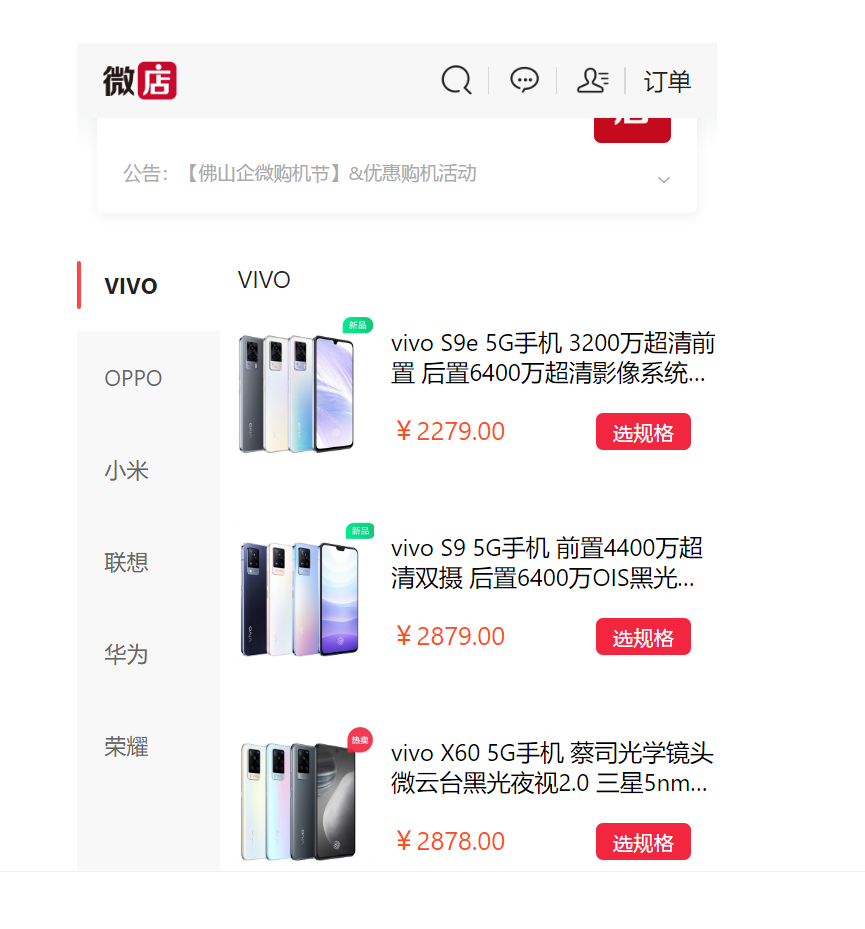 微店
订单
店
公告：【佛山企微购机节】&优惠购机活动
VIVO
VIVO
OPPO
小米
联想
华为
荣耀
新品
vivo S9e 5G手机 3200万超清前
置 后置6400万超清影像系统...
￥2279.00
选规格
新品
vivo S9 5G手机 前置4400万超
清双摄 后置6400万OIS黑光...
￥2879.00
选规格
热卖
vivo X60 5G手机 蔡司光学镜头
微云台黑光夜视2.0 三星5nm...
￥2878.00
选规格